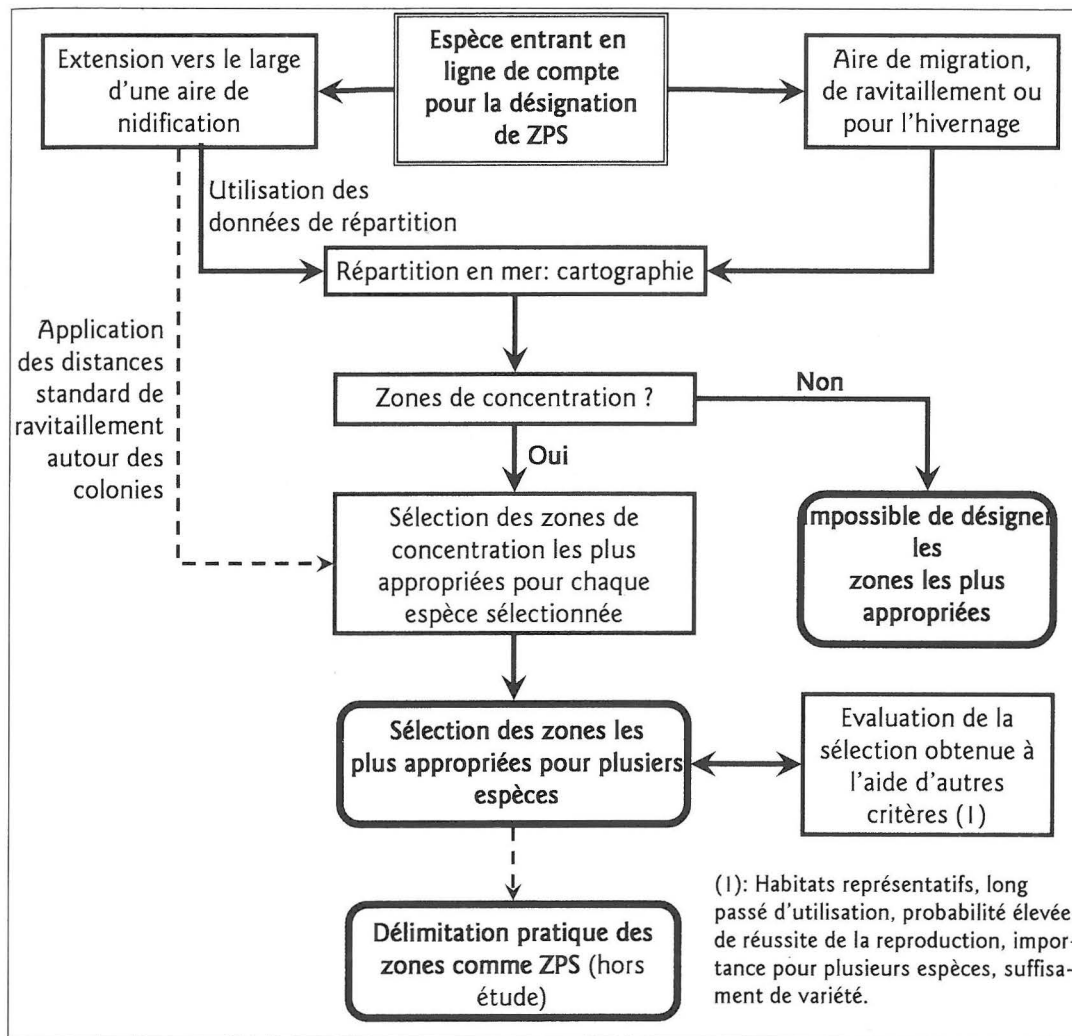 Extension vers le large
d'une aire de
nidification
Espèce entrant en
ligne de compte
pour la désignation
de ZPS
Aire de migration,
de ravitaillement ou
pour l'hivernage
Utilisation des
données de répartition
Répartition en mer: cartographie
Application
des distances
standard de
ravitaillement
autour des
colonies
Zones de concentration ?
Non
Oui
Sélection des zones de
concentration les plus
appropriées pour chaque
espèce sélectionnée
Impossible de désigner
les
zones les plus
appropriées
Sélection des zones les
plus appropriées pour plusiers
espèces
Evaluation de la
sélection obtenue à
l'aide d'autres
critères (1)
Délimitation pratique des
zones comme ZPS (hors
étude)
(1): Habitats représentatifs, long
passé d'utilisation, probabilité élevée
de réussite de la reproduction, impor-
tance pour plusieurs espèces, suffisa-
ment de variété.